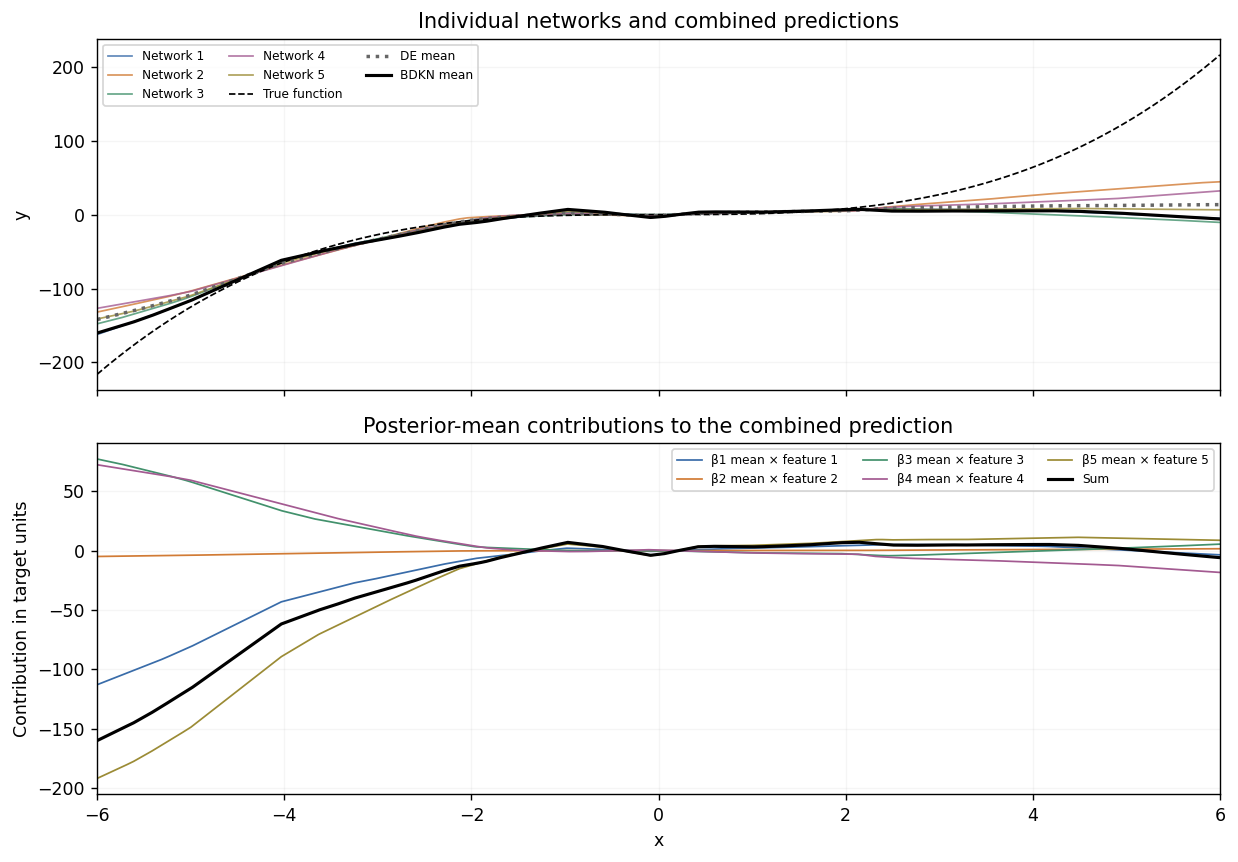 Individual networks and combined predictions
Network 1 Network 4 DE mean
Network 2 Network 5 BDKN mean
Network 3 True function
200
100
0
−100
−200
y
Posterior-mean contributions to the combined prediction
β1 mean × feature 1 β3 mean × feature 3 β5 mean × feature 5
β2 mean × feature 2 β4 mean × feature 4 Sum
50
0
−50
−100
−150
−200
Contribution in target units
−6 −4 −2 0 2 4 6
x